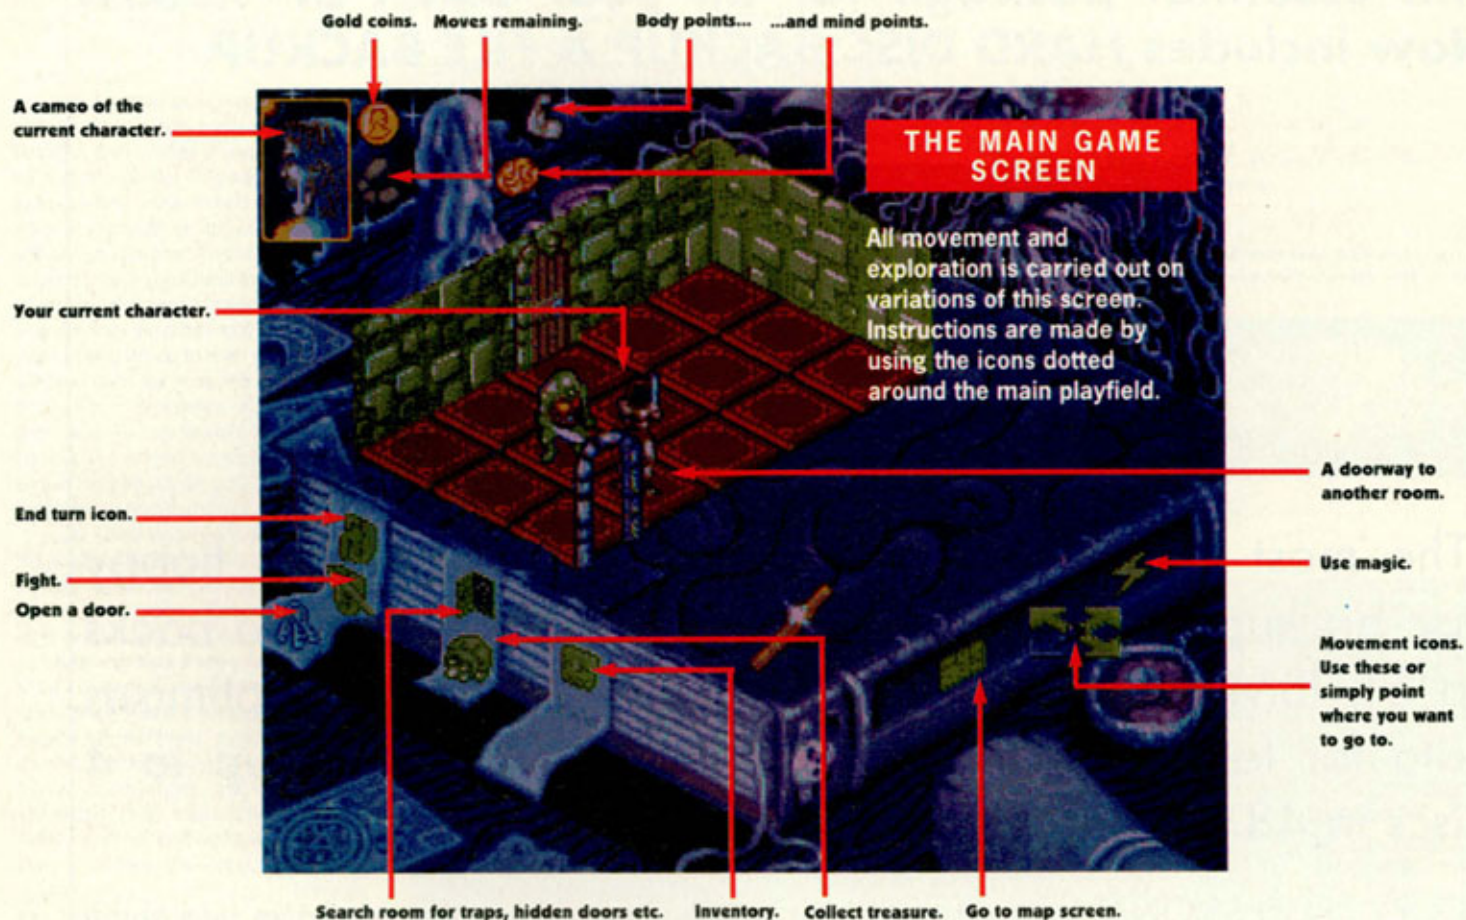 Gold coins. Moves remaining. Body points... ...and mind points.
A cameo of the
current character.
THE MAIN GAME
SCREEN
All movement and
exploration is carried out on
variations of this screen.
Instructions are made by
using the icons dotted
around the main playfield.
Your current character.
A doorway to
another room.
End turn icon.
Fight.
Open a door.
Use magic.
Movement icons.
Use these or
simply point
where you want
to go to.
Search room for traps, hidden doors etc. Inventory. Collect treasure. Go to map screen.